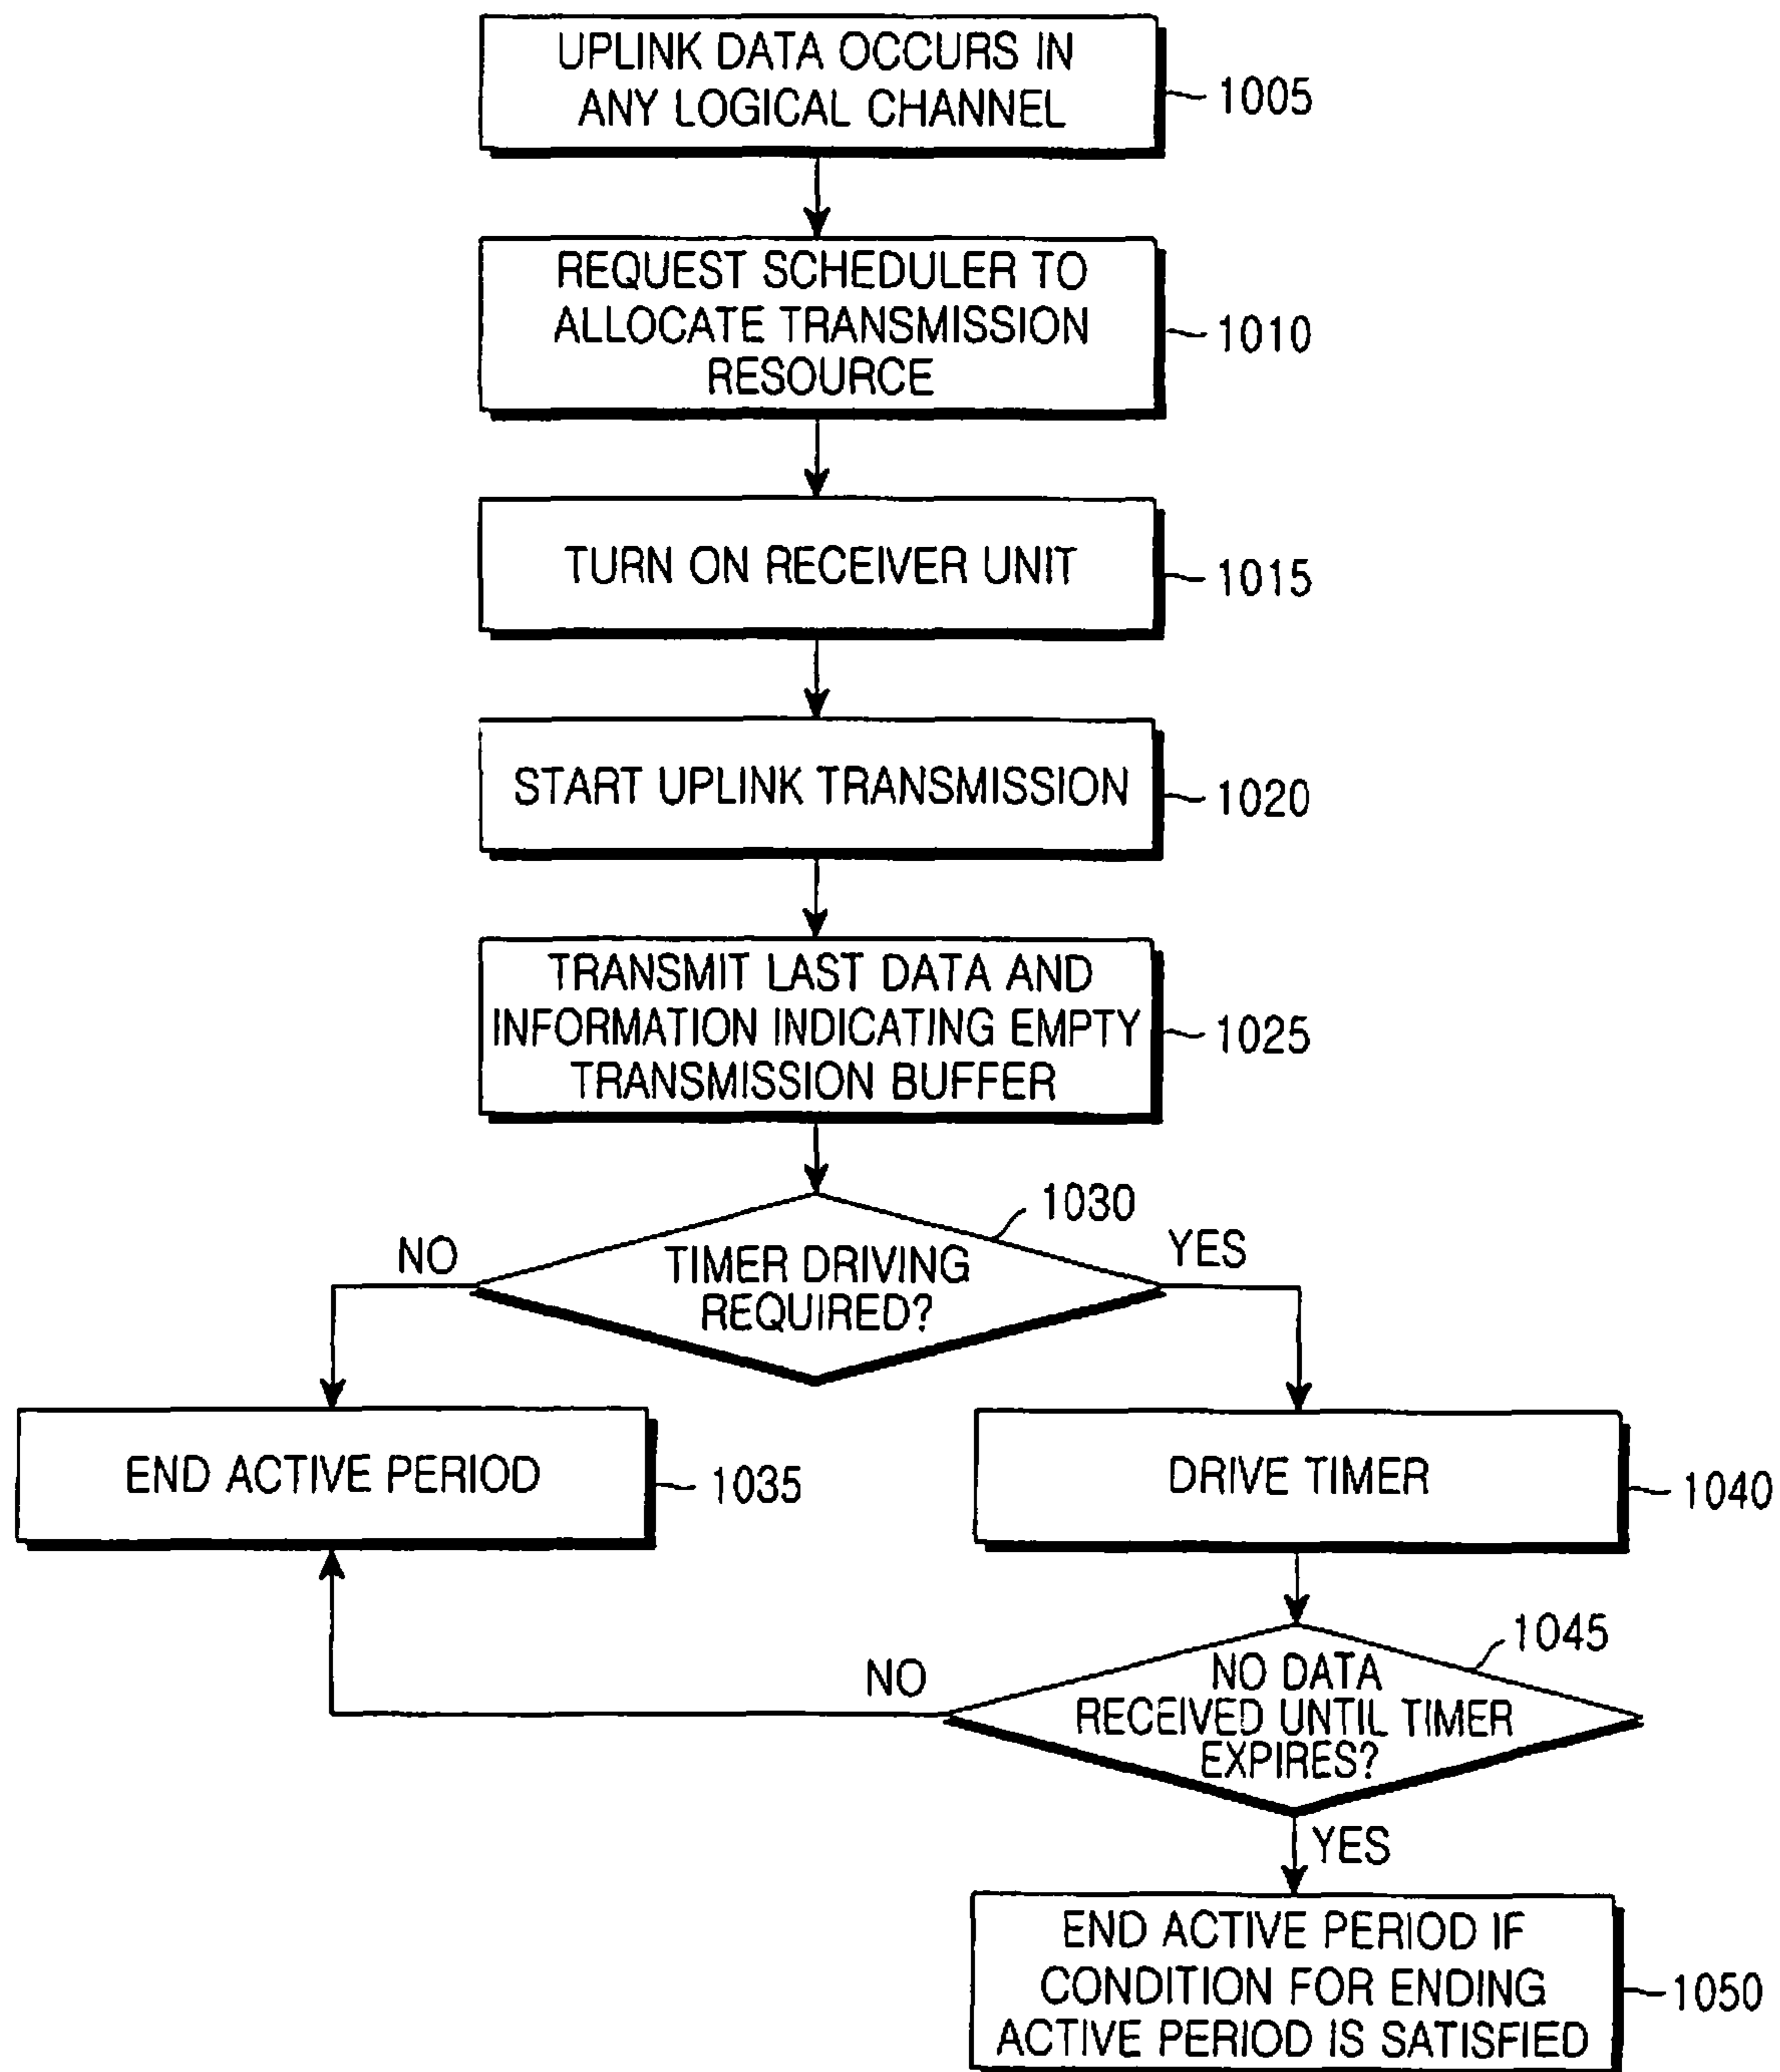 UPLINK DATA OCCURS IN
ANY LOGICAL CHANNEL
1005
REQUEST SCHEDULER TO
ALLOCATE TRANSMISSION
RESOURCE
1010
TURN ON RECEIVER UNIT
1015
START UPLINK TRANSMISSION
1020
TRANSMIT LAST DATA AND
INFORMATION INDICATING EMPTY
TRANSMISSION BUFFER
1025
1030
NO
YES
TIMER DRIVING
REQUIRED?
END ACTIVE PERIOD
1035
DRIVE TIMER
1040
1045
NO
NO DATA
RECEIVED UNTIL TIMER
EXPIRES?
YES
END ACTIVE PERIOD IF
CONDITION FOR ENDING
ACTIVE PERIOD IS SATISFIED
1050